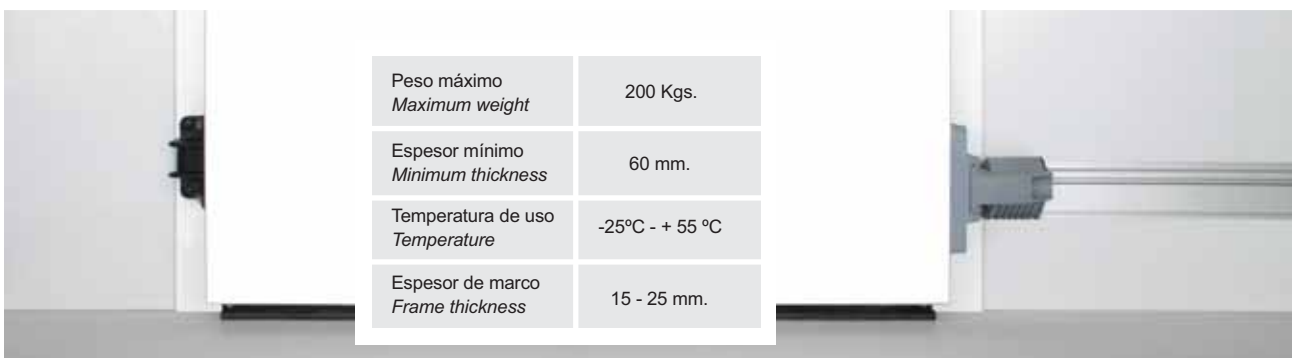 Peso máximo
Maximum weight
200 Kgs.
Espesor mínimo
Minimum thickness
60 mm.
Temperatura de uso
Temperature
-25ºC - + 55 ºC
Espesor de marco
Frame thickness
15 - 25 mm.